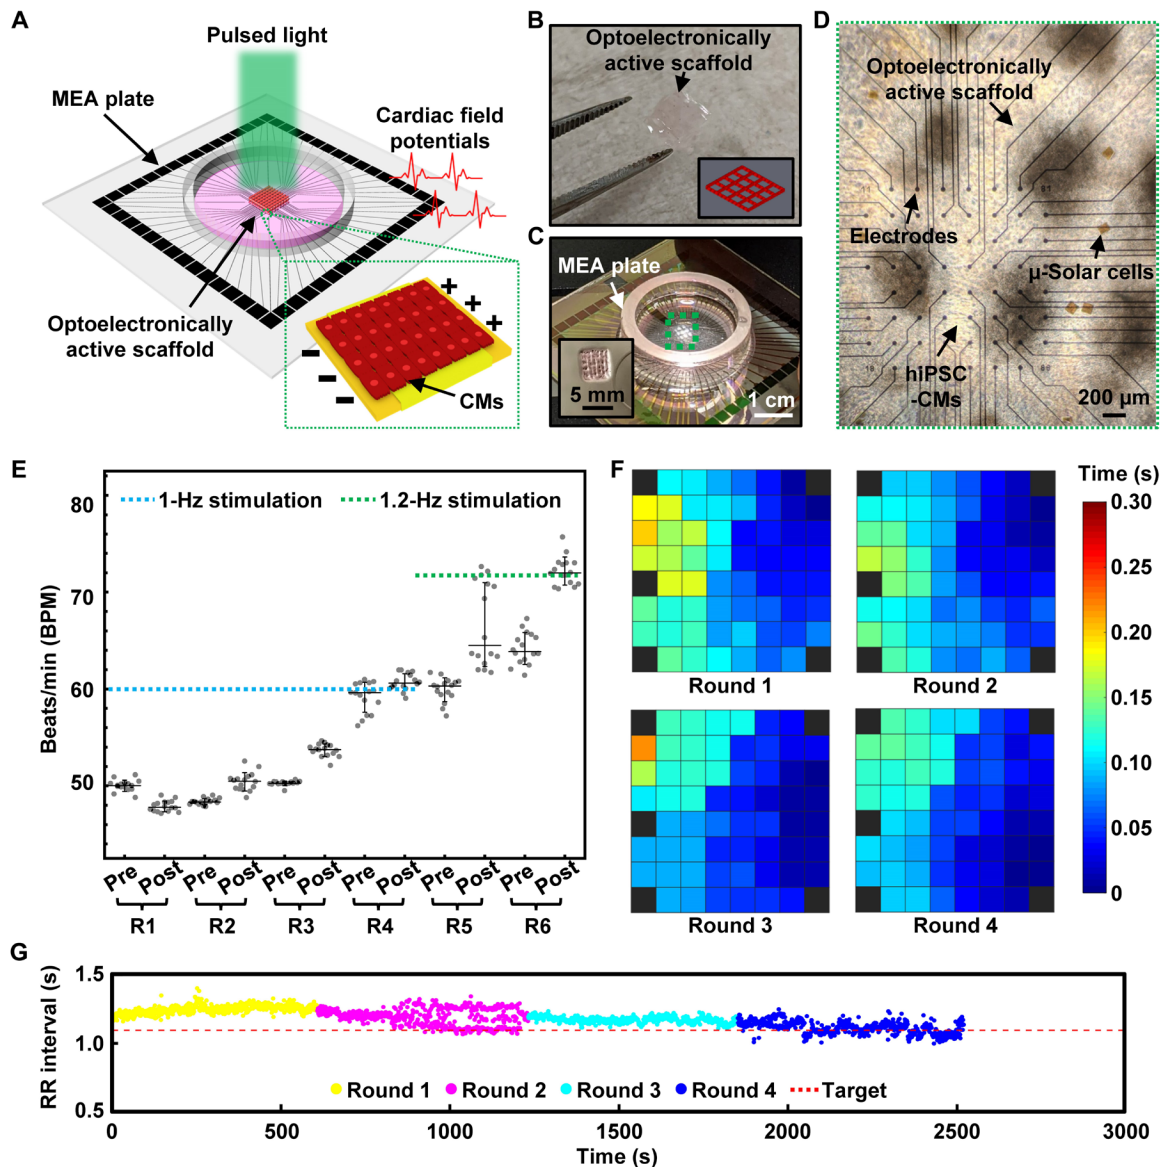 A
Pulsed light
MEA plate
Cardiac field
potentials
Optoelectronically
active scaffold
CMs
+
+
+
-
-
-
B
Optoelectronically
active scaffold
C
MEA plate
5 mm
1 cm
D
Optoelectronically
active scaffold
Electrodes
µ-Solar cells
hiPSC
-CMs
200 µm
E
1-Hz stimulation
1.2-Hz stimulation
Beats/min (BPM)
80
70
60
50
Pre Post Pre Post Pre Post Pre Post Pre Post Pre Post
R1 R2 R3 R4 R5 R6
F
Round 1
Round 2
Round 3
Round 4
Time (s)
0.30
0.25
0.20
0.15
0.10
0.05
0
G
RR interval (s)
1.5
1.0
0.5
Round 1 Round 2 Round 3 Round 4 Target
0 500 1000 1500 2000 2500 3000
Time (s)